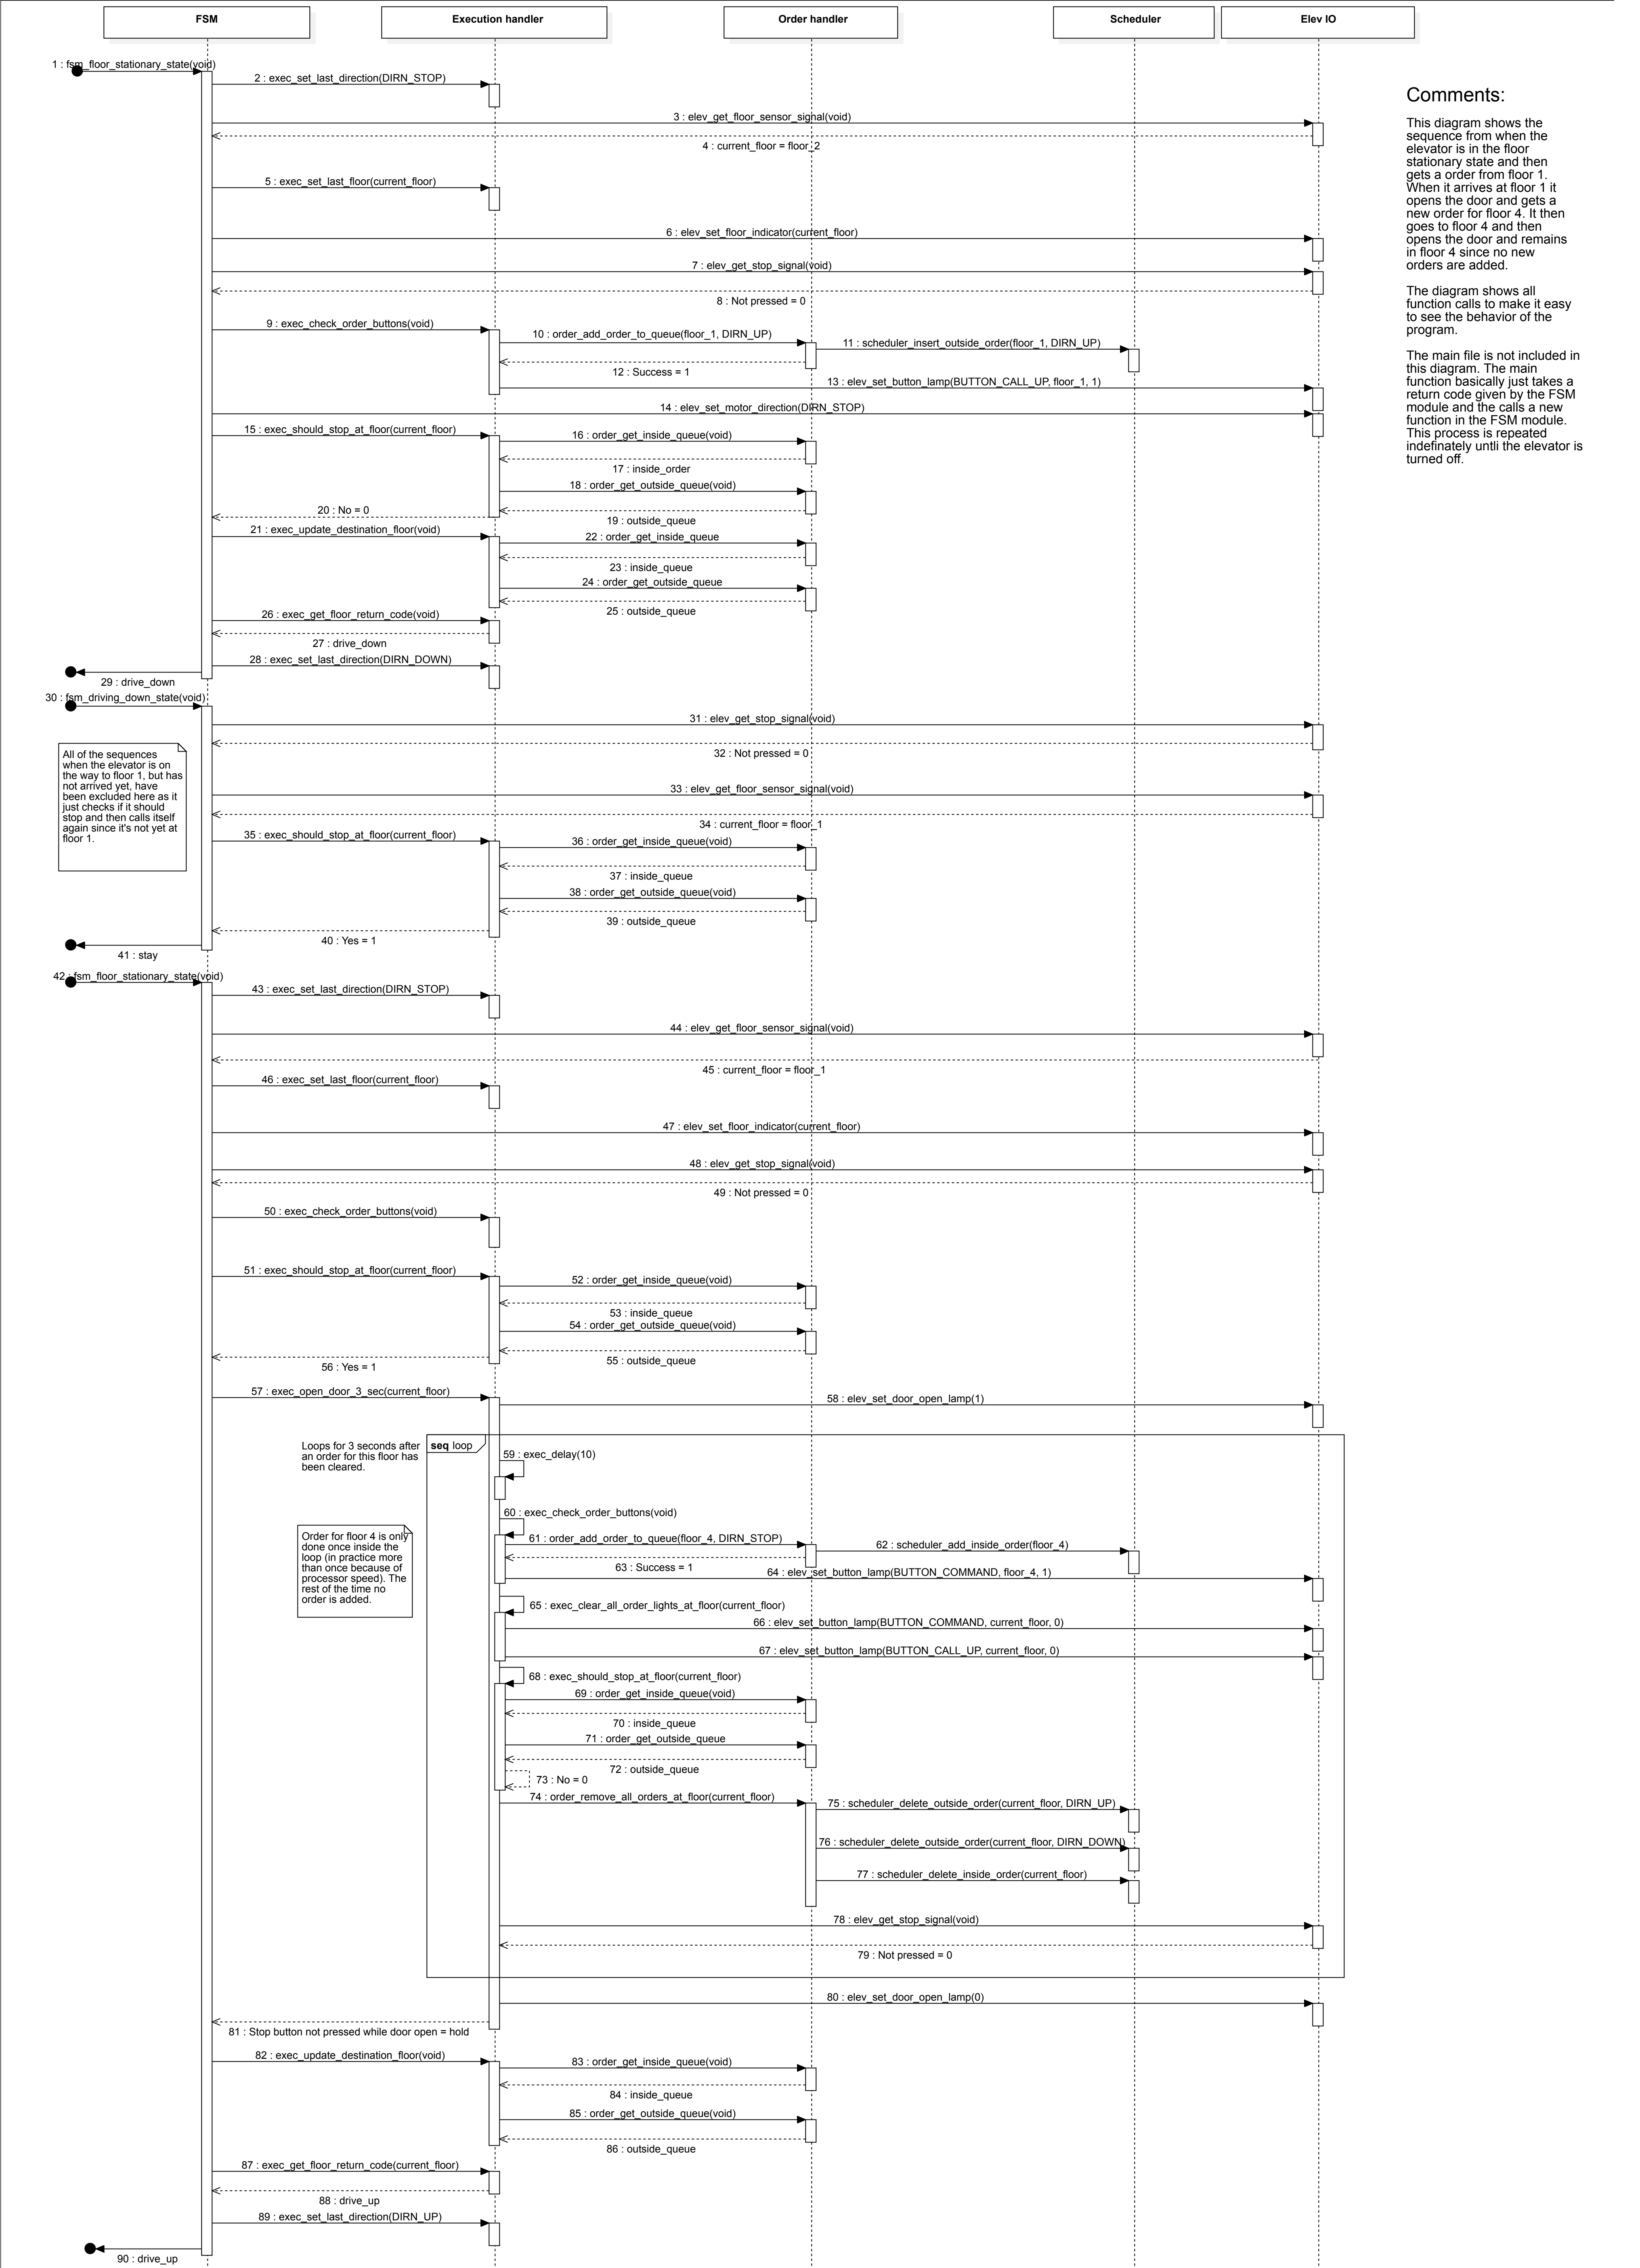 FSM
Execution handler
Order handler
Scheduler
Elev IO
1 : fsm_floor_stationary_state(void)
2 : exec_set_last_direction(DIRN_STOP)
3 : elev_get_floor_sensor_signal(void)
4 : current_floor = floor_2
5 : exec_set_last_floor(current_floor)
6 : elev_set_floor_indicator(current_floor)
7 : elev_get_stop_signal(void)
8 : Not pressed = 0
9 : exec_check_order_buttons(void)
10 : order_add_order_to_queue(floor_1, DIRN_UP)
11 : scheduler_insert_outside_order(floor_1, DIRN_UP)
12 : Success = 1
13 : elev_set_button_lamp(BUTTON_CALL_UP, floor_1, 1)
14 : elev_set_motor_direction(DIRN_STOP)
15 : exec_should_stop_at_floor(current_floor)
16 : order_get_inside_queue(void)
17 : inside_order
18 : order_get_outside_queue(void)
19 : outside_queue
20 : No = 0
21 : exec_update_destination_floor(void)
22 : order_get_inside_queue
23 : inside_queue
24 : order_get_outside_queue
25 : outside_queue
26 : exec_get_floor_return_code(void)
27 : drive_down
28 : exec_set_last_direction(DIRN_DOWN)
29 : drive_down
Comments:
This diagram shows the
sequence from when the
elevator is in the floor
stationary state and then
gets a order from floor 1.
When it arrives at floor 1 it
opens the door and gets a
new order for floor 4. It then
goes to floor 4 and then
opens the door and remains
in floor 4 since no new
orders are added.
The diagram shows all
function calls to make it easy
to see the behavior of the
program.
The main file is not included in
this diagram. The main
function basically just takes a
return code given by the FSM
module and the calls a new
function in the FSM module.
This process is repeated
indefinately untli the elevator is
turned off.
30 : fsm_driving_down_state(void)
31 : elev_get_stop_signal(void)
32 : Not pressed = 0
All of the sequences
when the elevator is on
the way to floor 1, but has
not arrived yet, have
been excluded here as it
just checks if it should
stop and then calls itself
again since it's not yet at
floor 1.
33 : elev_get_floor_sensor_signal(void)
34 : current_floor = floor_1
35 : exec_should_stop_at_floor(current_floor)
36 : order_get_inside_queue(void)
37 : inside_queue
38 : order_get_outside_queue(void)
39 : outside_queue
40 : Yes = 1
41 : stay
42 : fsm_floor_stationary_state(void)
43 : exec_set_last_direction(DIRN_STOP)
44 : elev_get_floor_sensor_signal(void)
45 : current_floor = floor_1
46 : exec_set_last_floor(current_floor)
47 : elev_set_floor_indicator(current_floor)
48 : elev_get_stop_signal(void)
49 : Not pressed = 0
50 : exec_check_order_buttons(void)
51 : exec_should_stop_at_floor(current_floor)
52 : order_get_inside_queue(void)
53 : inside_queue
54 : order_get_outside_queue(void)
55 : outside_queue
56 : Yes = 1
57 : exec_open_door_3_sec(current_floor)
58 : elev_set_door_open_lamp(1)
Loops for 3 seconds after
an order for this floor has
been cleared.
seq loop
59 : exec_delay(10)
60 : exec_check_order_buttons(void)
Order for floor 4 is only
done once inside the
loop (in practice more
than once because of
processor speed). The
rest of the time no
order is added.
61 : order_add_order_to_queue(floor_4, DIRN_STOP)
62 : scheduler_add_inside_order(floor_4)
63 : Success = 1
64 : elev_set_button_lamp(BUTTON_COMMAND, floor_4, 1)
65 : exec_clear_all_order_lights_at_floor(current_floor)
66 : elev_set_button_lamp(BUTTON_COMMAND, current_floor, 0)
67 : elev_set_button_lamp(BUTTON_CALL_UP, current_floor, 0)
68 : exec_should_stop_at_floor(current_floor)
69 : order_get_inside_queue(void)
70 : inside_queue
71 : order_get_outside_queue
72 : outside_queue
73 : No = 0
74 : order_remove_all_orders_at_floor(current_floor)
75 : scheduler_delete_outside_order(current_floor, DIRN_UP)
76 : scheduler_delete_outside_order(current_floor, DIRN_DOWN)
77 : scheduler_delete_inside_order(current_floor)
78 : elev_get_stop_signal(void)
79 : Not pressed = 0
80 : elev_set_door_open_lamp(0)
81 : Stop button not pressed while door open = hold
82 : exec_update_destination_floor(void)
83 : order_get_inside_queue(void)
84 : inside_queue
85 : order_get_outside_queue(void)
86 : outside_queue
87 : exec_get_floor_return_code(current_floor)
88 : drive_up
89 : exec_set_last_direction(DIRN_UP)
90 : drive_up